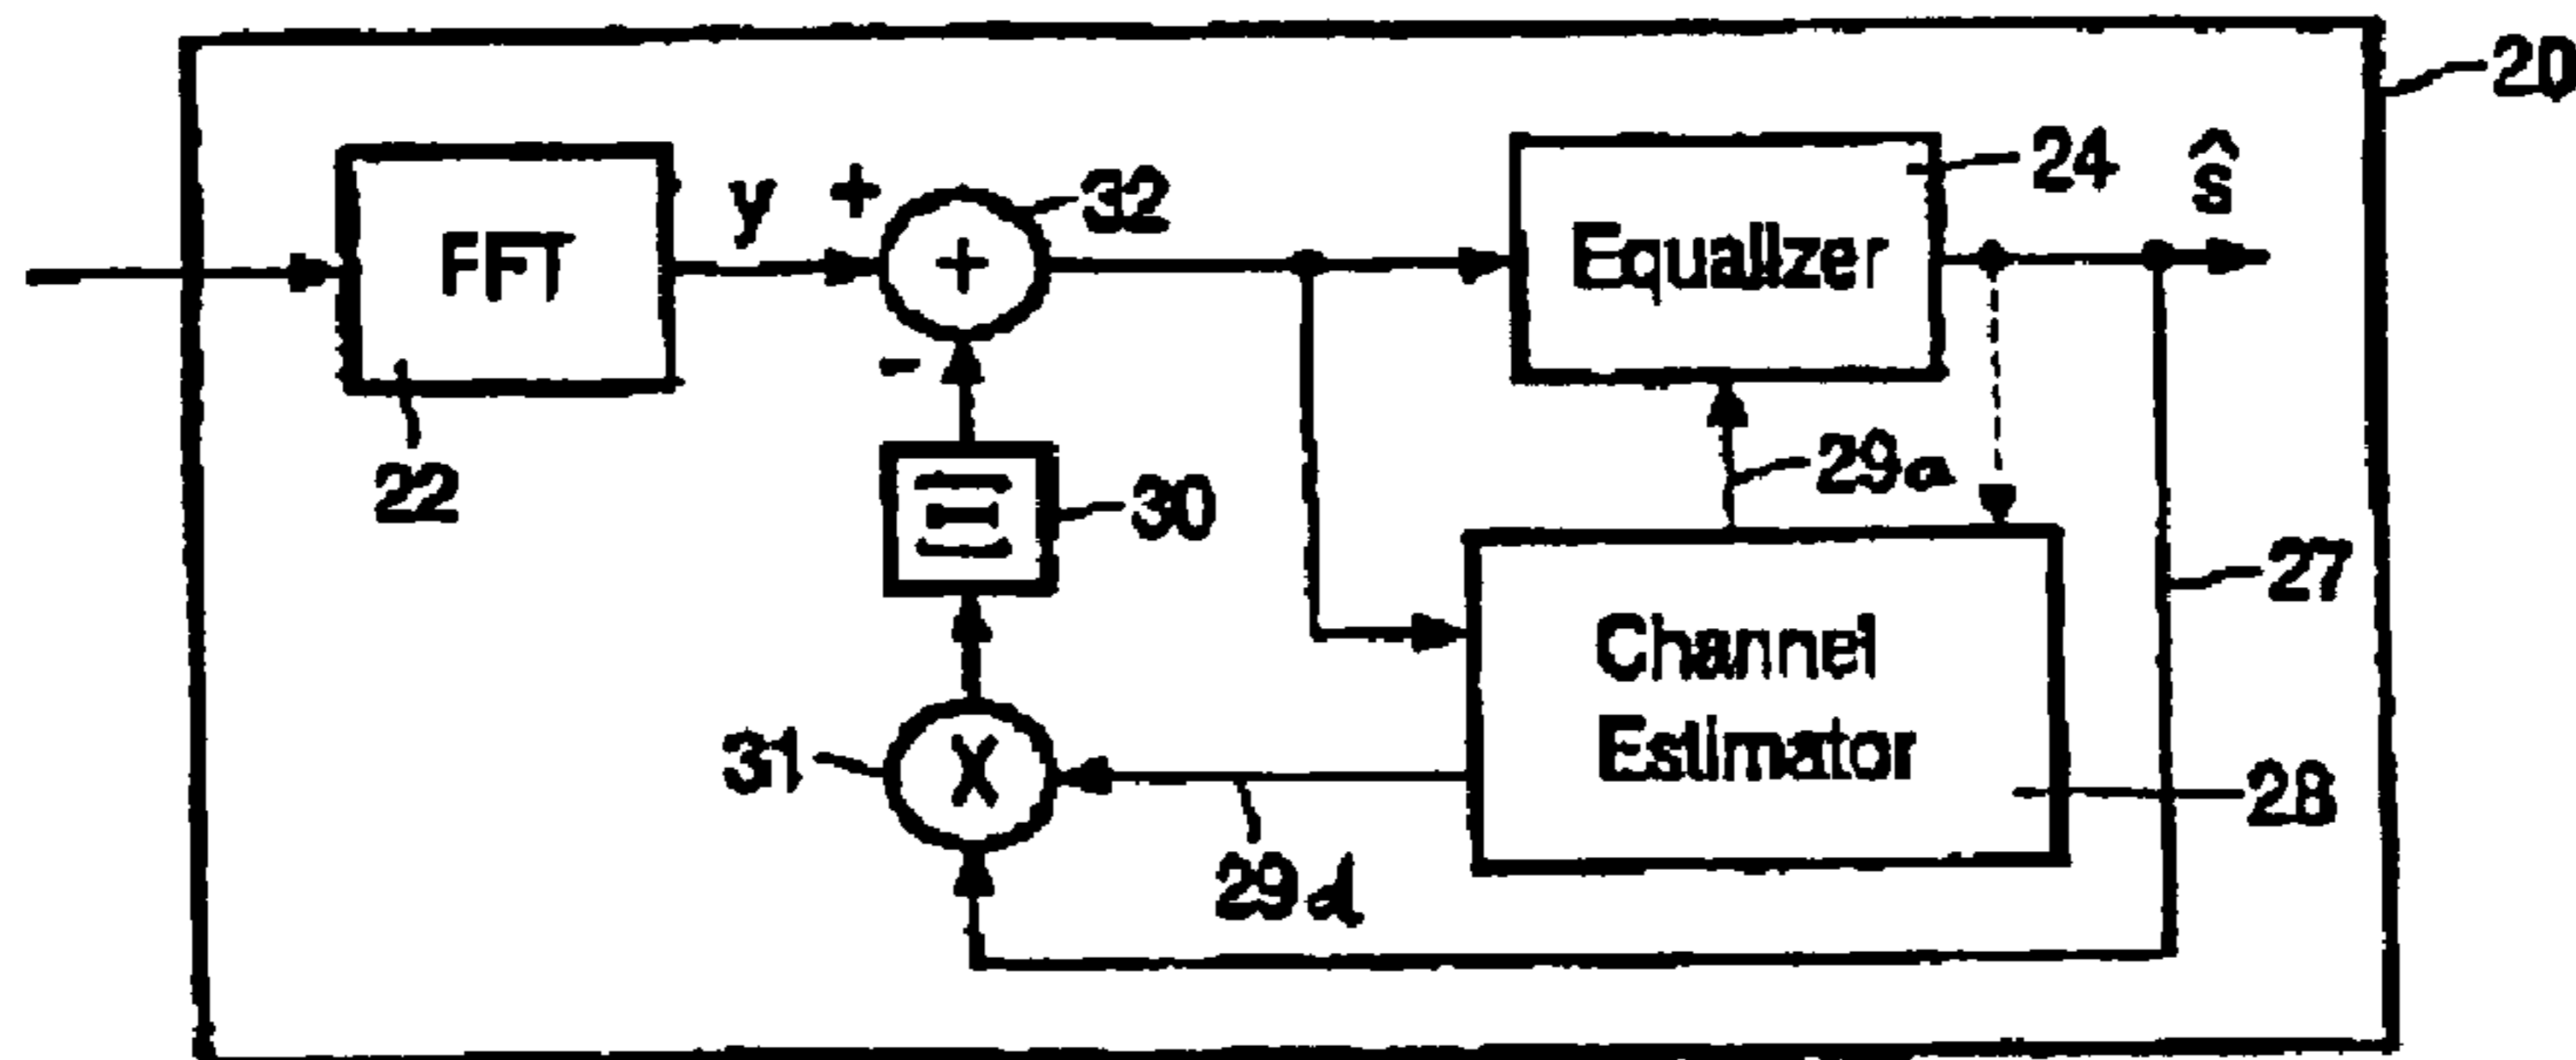 20
FFT
y
+
+
32
Equalizer
24
ŝ
-
22
Ξ
30
29a
27
Channel
Estimator
31
X
29d
28